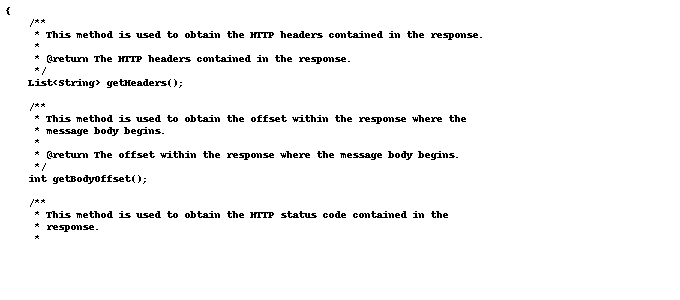 {
    /**
     * This method is used to obtain the HTTP headers contained in the response.
     *
     * @return The HTTP headers contained in the response.
     */
    List<String> getHeaders();

    /**
     * This method is used to obtain the offset within the response where the
     * message body begins.
     *
     * @return The offset within the response where the message body begins.
     */
    int getBodyOffset();

    /**
     * This method is used to obtain the HTTP status code contained in the
     * response.
     *